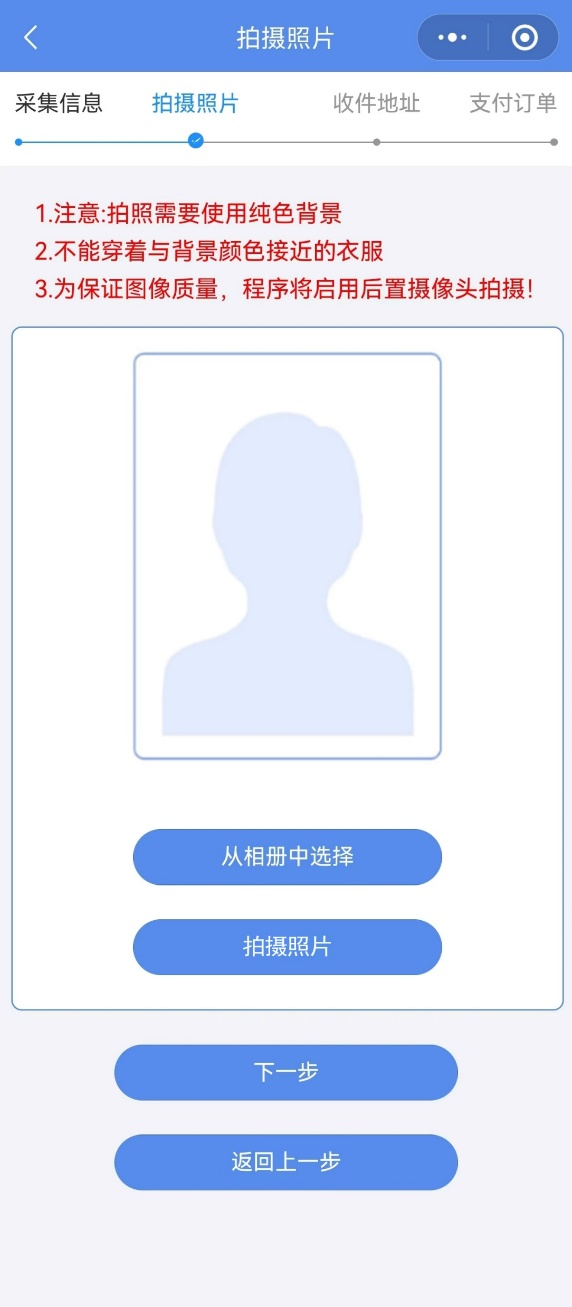 拍摄照片
采集信息 拍摄照片 收件地址 支付订单
1.注意:拍照需要使用纯色背景
2.不能穿着与背景颜色接近的衣服
3.为保证图像质量，程序将启用后置摄像头拍摄!
从相册中选择
拍摄照片
下一步
返回上一步